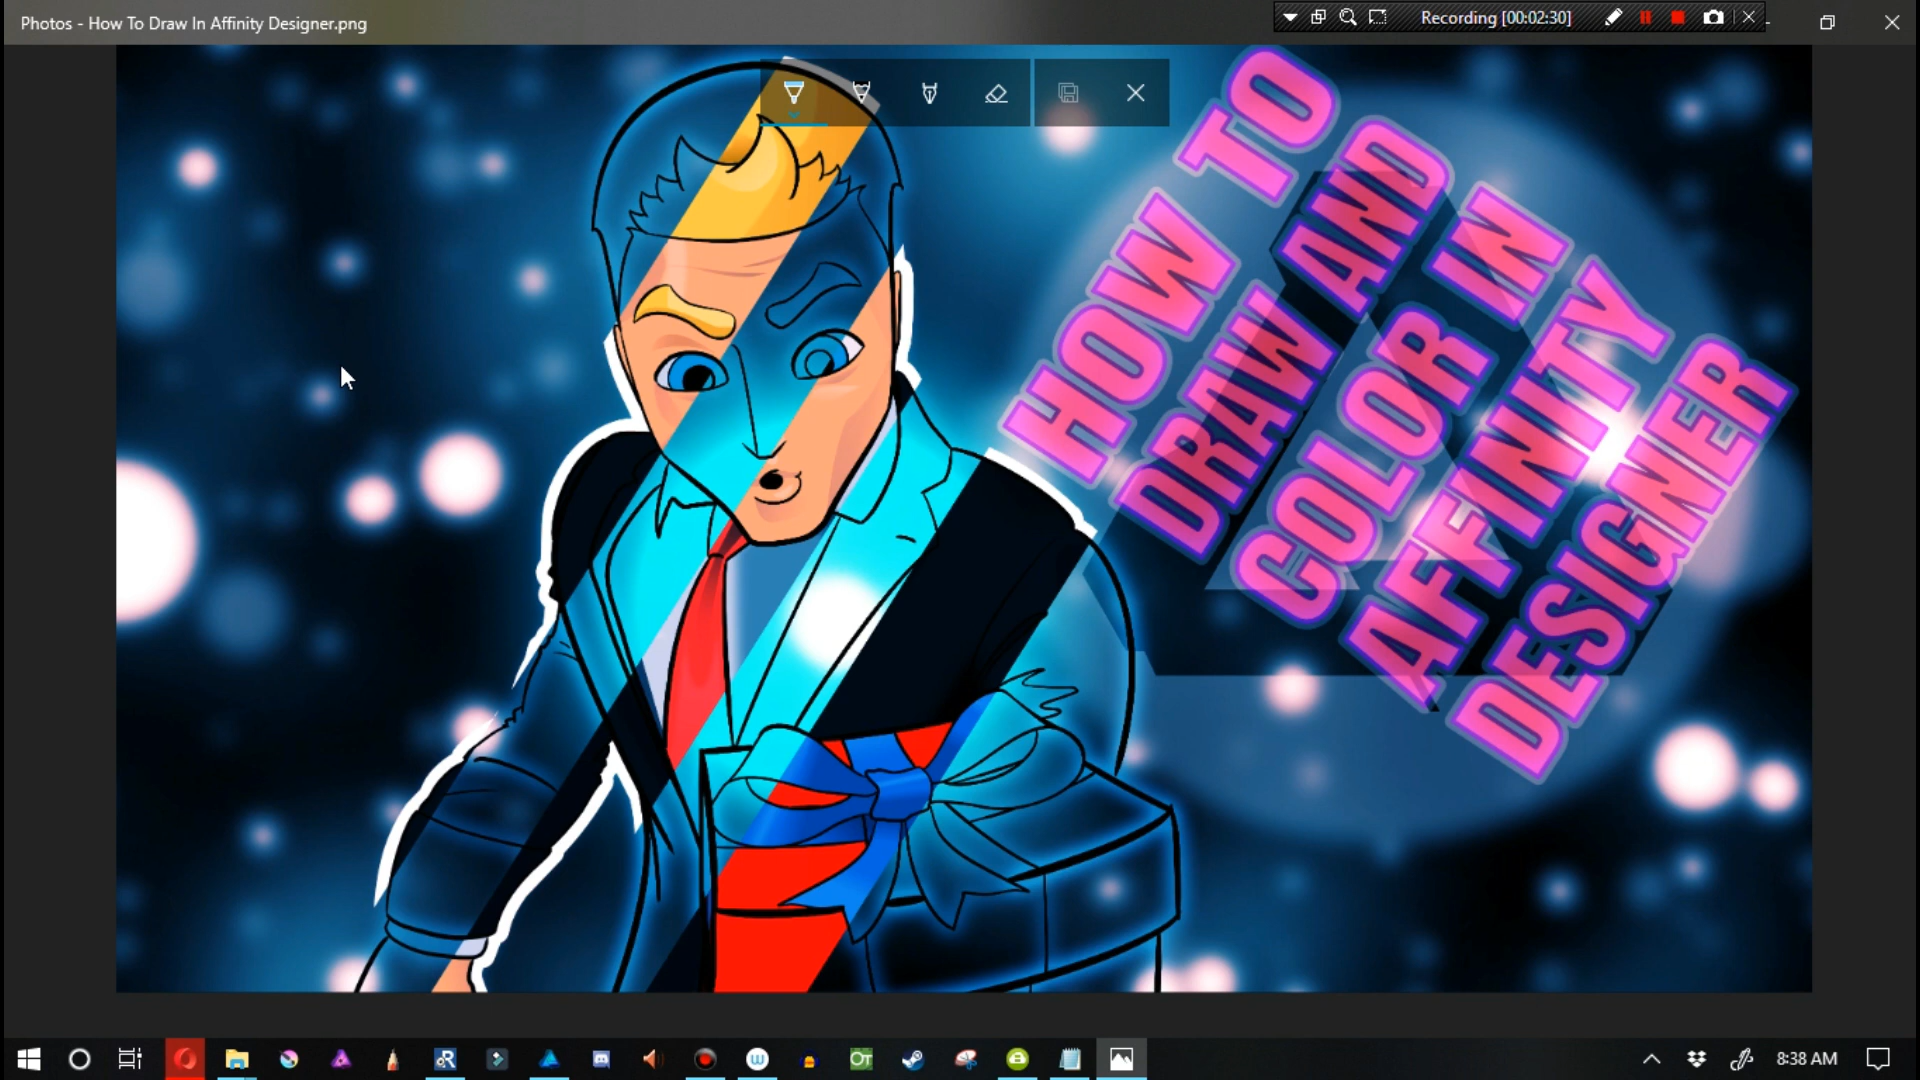 Photos - How To Draw In Affinity Designer.png
Recording [00:02:30]
HOW TO
DRAW AND
COLOR IN
AFFINITY
DESIGNER
R
W
OT
8:38 AM